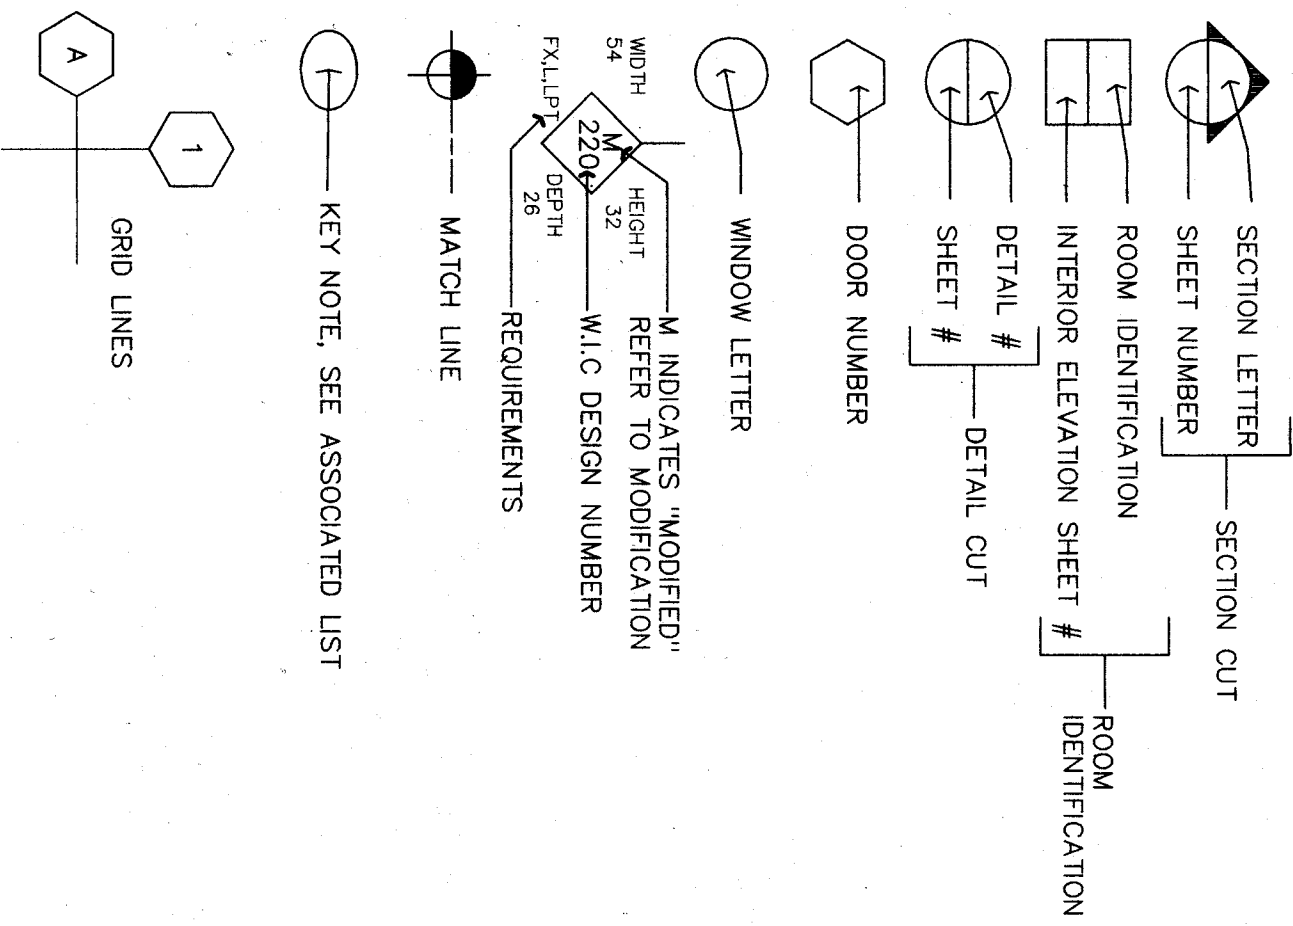 SECTION LETTER
SHEET NUMBER
SECTION CUT
ROOM IDENTIFICATION
INTERIOR ELEVATION SHEET #
ROOM
IDENTIFICATION
DETAIL #
SHEET #
DETAIL CUT
DOOR NUMBER
WINDOW LETTER
WIDTH
54
HEIGHT
32
M
220
FX,L,LPT
DEPTH
26
M INDICATES "MODIFIED"
REFER TO MODIFICATION
W.I.C DESIGN NUMBER
REQUIREMENTS
MATCH LINE
KEY NOTE, SEE ASSOCIATED LIST
1
A
GRID LINES